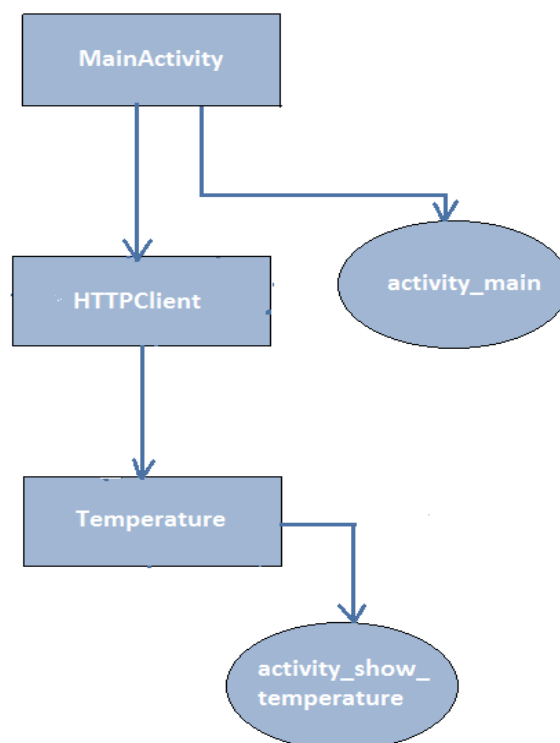 MainActivity
activity_main
HTTPClient
Temperature
activity_show_
temperature